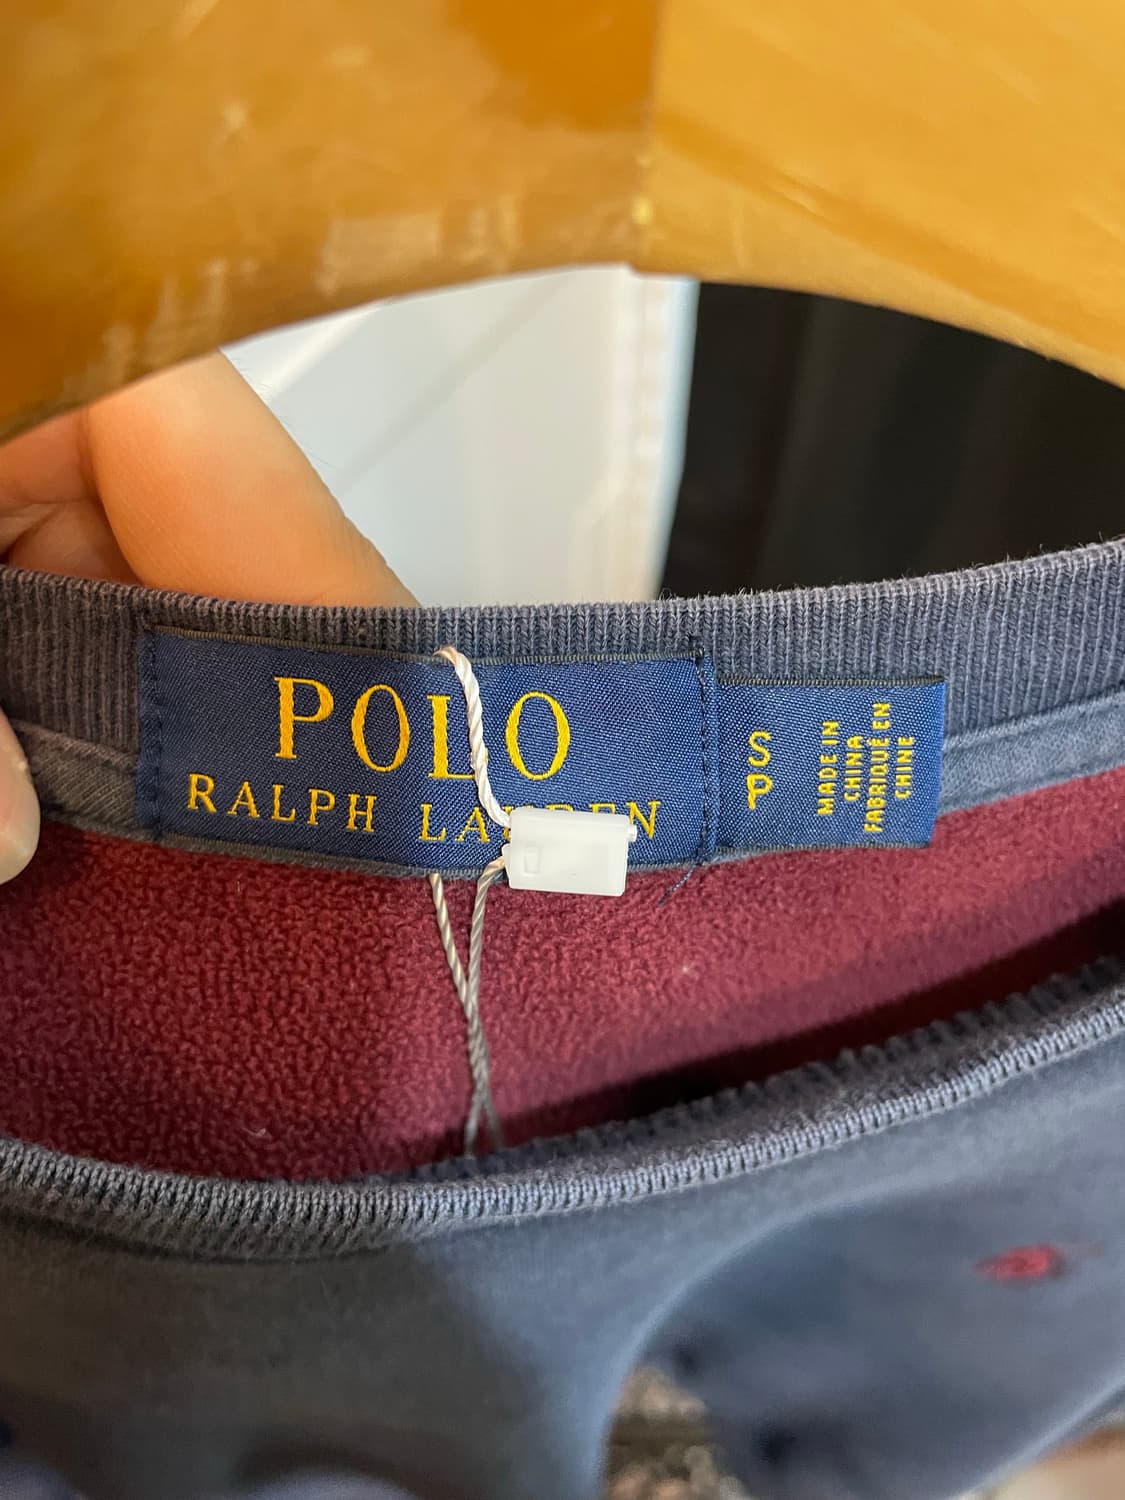 POLO
RALPH LAUREN
S
P
MADE IN
CHINA
FABRIQUÉ EN
CHINE